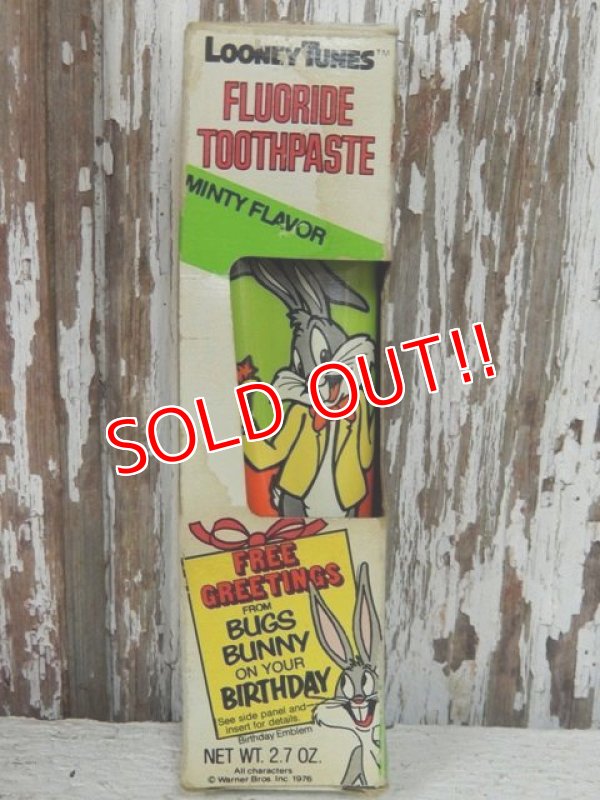 LOONEY TUNES™
FLUORIDE
TOOTHPASTE
MINTY FLAVOR
SOLD OUT!!
FREE
GREETINGS
FROM
BUGS
BUNNY
ON YOUR
BIRTHDAY
See side panel and
insert for details.
Birthday Emblem
NET WT. 2.7 OZ.
All characters
© Warner Bros. Inc 1976